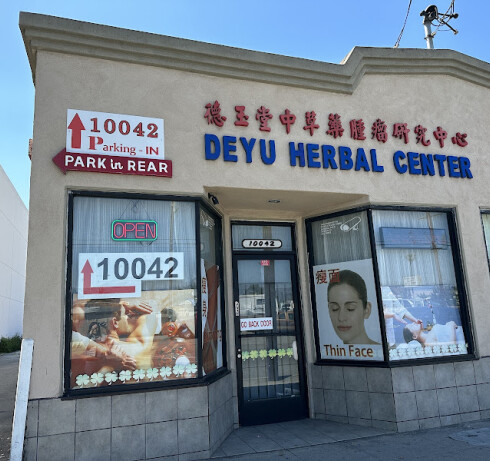 德玉堂中草藥腫瘤研究中心
DEYU HERBAL CENTER
10042
Parking - IN
PARK in REAR
OPEN
10042
10042
GO BACK DOOR
瘦面
Thin Face